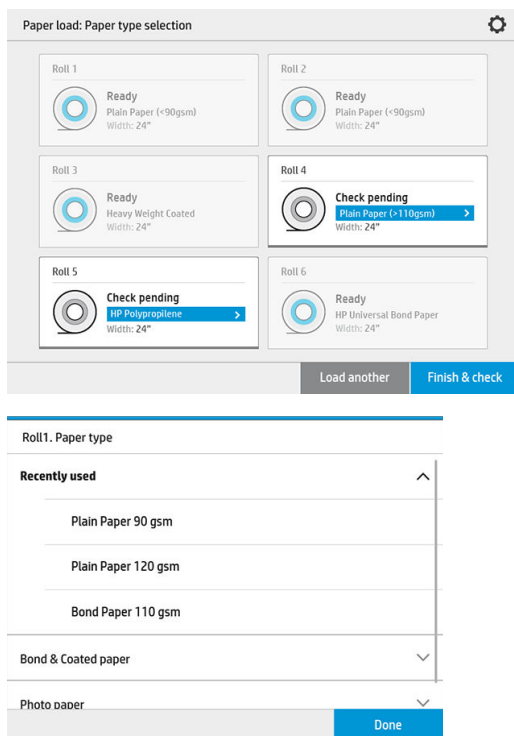 Paper load: Paper type selection
Roll 1
Ready
Plain Paper (<90gsm)
Width: 24"
Roll 2
Ready
Plain Paper (<90gsm)
Width: 24"
Roll 3
Ready
Heavy Weight Coated
Width: 24"
Roll 4
Check pending
Plain Paper (>110gsm)
Width: 24"
Roll 5
Check pending
HP Polypropilene
Width: 24"
Roll 6
Ready
HP Universal Bond Paper
Width: 24"
Load another
Finish & check
Roll1. Paper type
Recently used
Plain Paper 90 gsm
Plain Paper 120 gsm
Bond Paper 110 gsm
Bond & Coated paper
Photo paper
Done